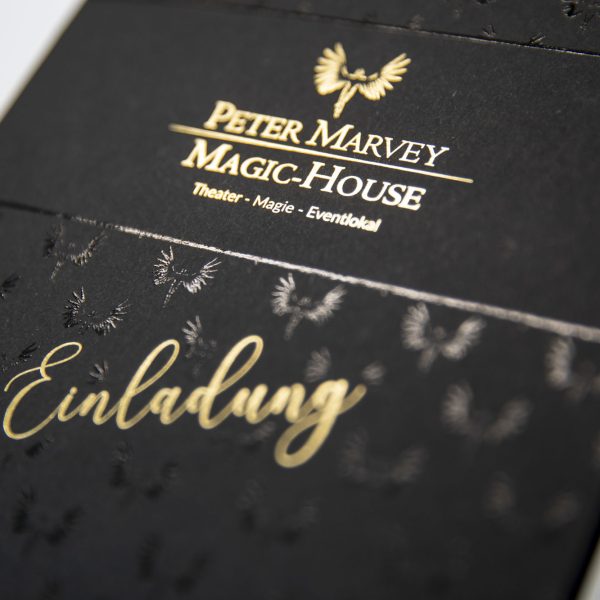 PETER MARVEY
MAGIC-HOUSE
Theater - Magie - Eventlokal
Einladung